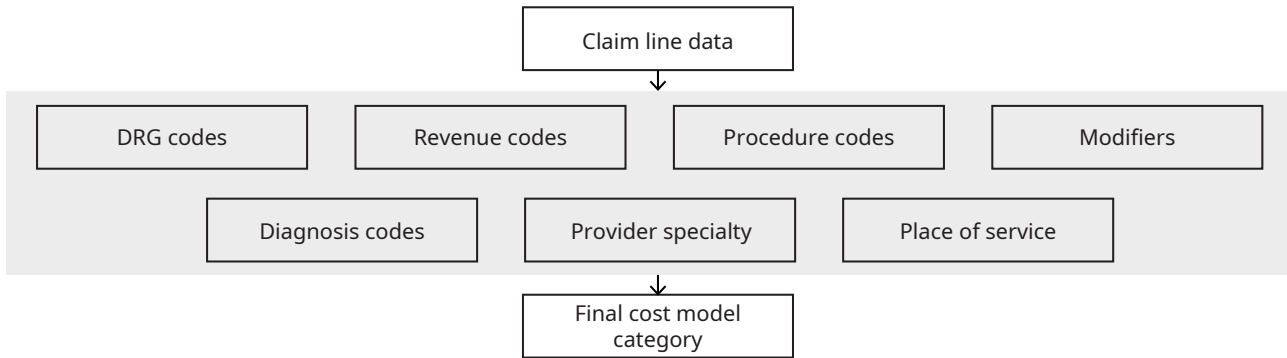 Claim line data
DRG codes
Revenue codes
Procedure codes
Modifiers
Diagnosis codes
Provider specialty
Place of service
Final cost model
category